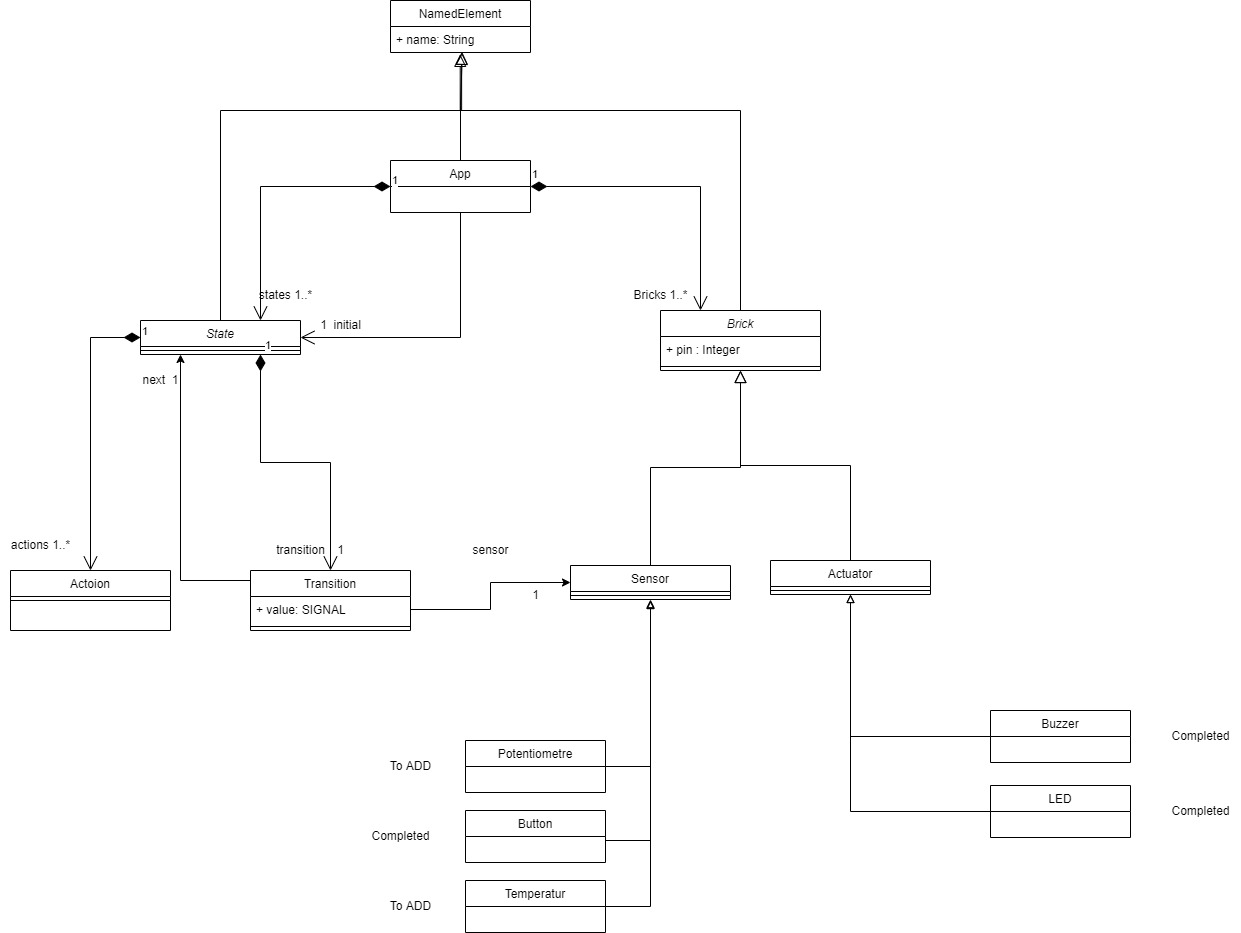 NamedElement
+ name: String
App
1
1
states 1..*
Bricks 1..*
1 initial
State
1
1
Brick
+ pin : Integer
next 1
actions 1..*
transition 1
sensor
1
Actoion
Transition
+ value: SIGNAL
Sensor
Actuator
Potentiometre
To ADD
Button
Completed
Temperatur
To ADD
Buzzer
Completed
LED
Completed